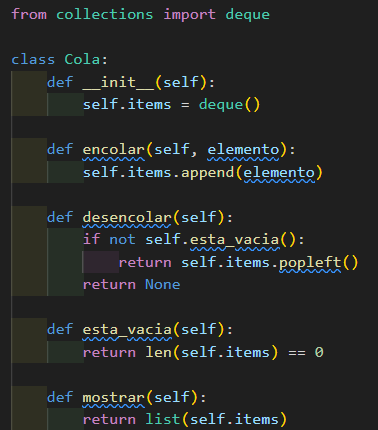 from collections import deque
class Cola:
def __init__(self):
self.items = deque()
def encolar(self, elemento):
self.items.append(elemento)
def desencolar(self):
if not self.esta_vacia():
return self.items.popleft()
return None
def esta_vacia(self):
return len(self.items) == 0
def mostrar(self):
return list(self.items)